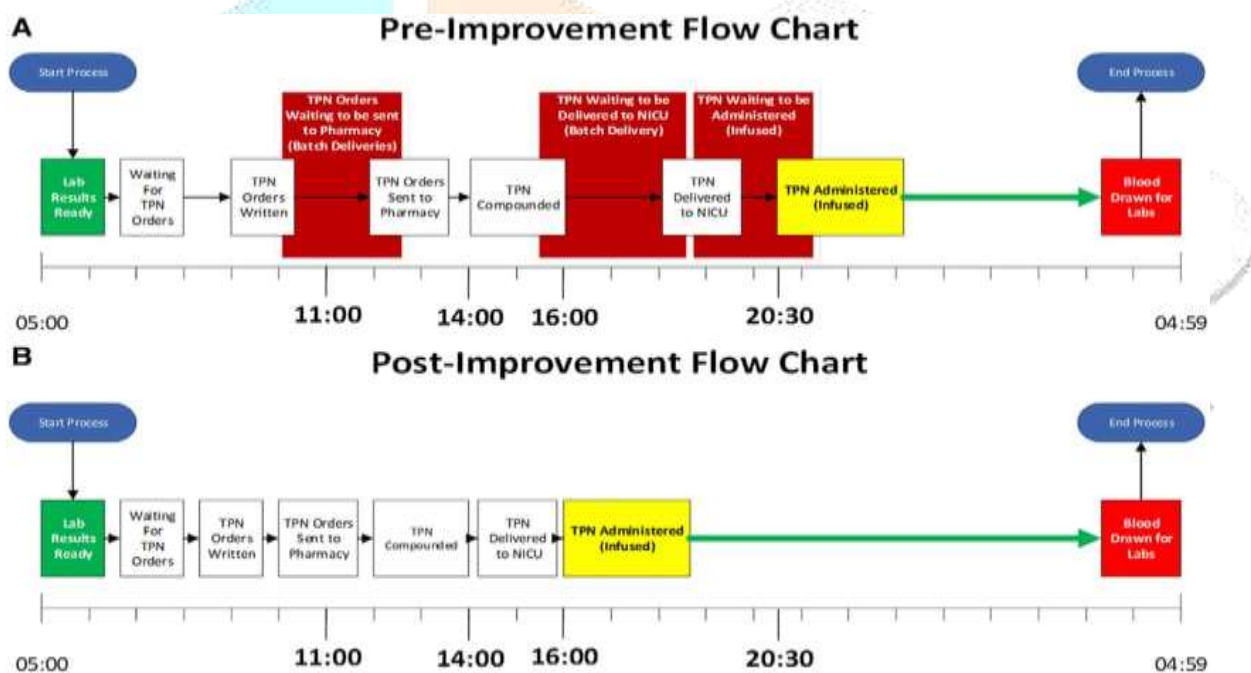 A
Pre-Improvement Flow Chart
Start Process
End Process
TPN Orders
Waiting to be sent
to Pharmacy
(Batch Deliveries)
TPN Waiting to be
Delivered to NICU
(Batch Delivery)
TPN Waiting to be
Administered
(Infused)
Lab
Results
Ready
Waiting
For
TPN
Orders
TPN
Orders
Written
TPN Orders
Sent to
Pharmacy
TPN
Compounded
TPN
Delivered
to NICU
TPN Administered
(Infused)
Blood
Drawn for
Labs
05:00
11:00
14:00
16:00
20:30
04:59
B
Post-Improvement Flow Chart
Start Process
End Process
Lab
Results
Ready
Waiting
For
TPN
Orders
TPN
Orders
Written
TPN Orders
Sent to
Pharmacy
TPN
Compounded
TPN
Delivered
to NICU
TPN Administered
(Infused)
Blood
Drawn for
Labs
05:00
11:00
14:00
16:00
20:30
04:59